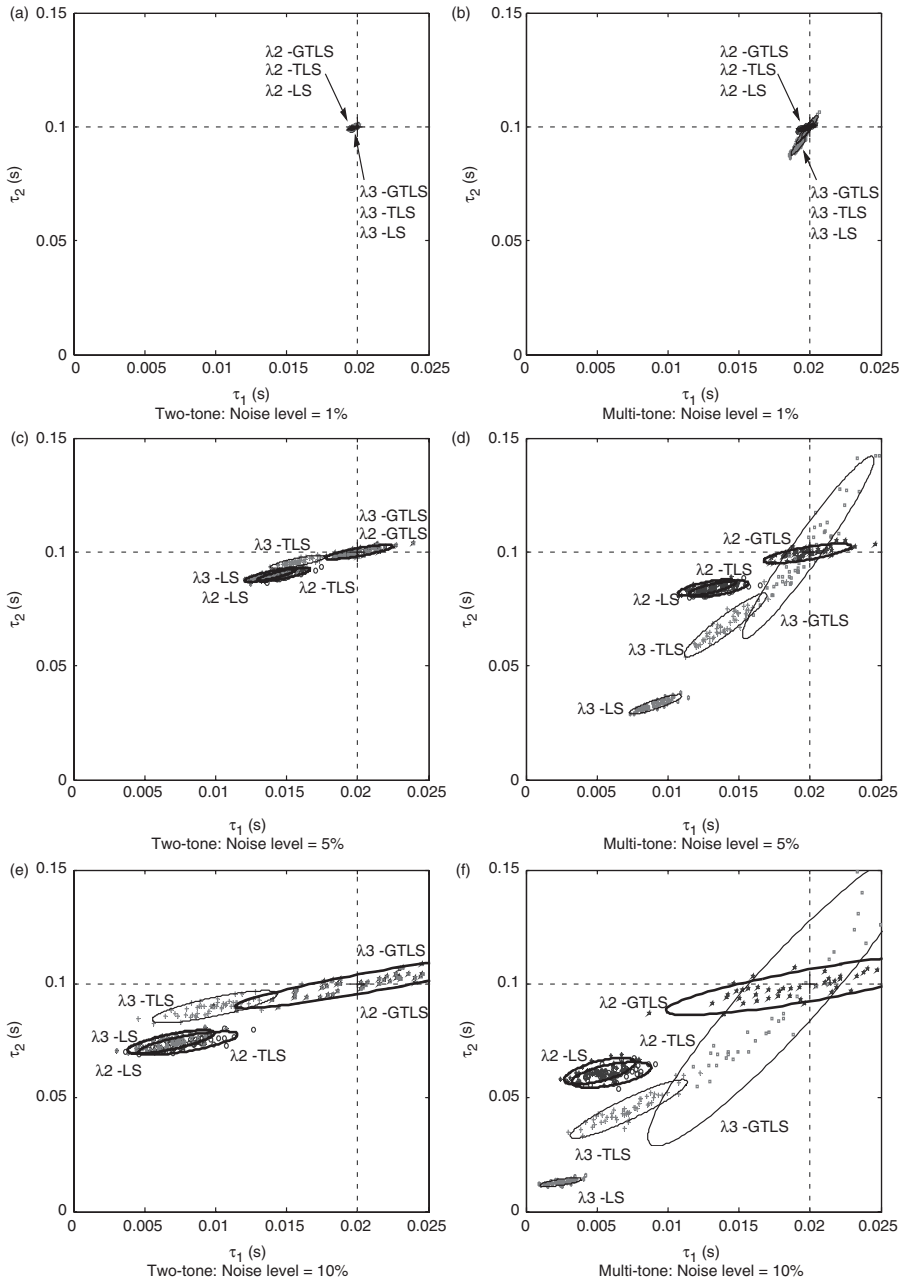 (a)
0.15
λ2 -GTLS
λ2 -TLS
λ2 -LS
0.1
λ3 -GTLS
λ3 -TLS
λ3 -LS
0.05
0
τ2 (s)
0 0.005 0.01 0.015 0.02 0.025
τ1 (s)
Two-tone: Noise level = 1%
(b)
0.15
λ2 -GTLS
λ2 -TLS
λ2 -LS
0.1
λ3 -GTLS
λ3 -TLS
λ3 -LS
0.05
0
τ2 (s)
0 0.005 0.01 0.015 0.02 0.025
τ1 (s)
Multi-tone: Noise level = 1%
(c)
0.15
λ3 -GTLS
λ2 -GTLS
λ3 -TLS
0.1
λ3 -LS
λ2 -LS
λ2 -TLS
0.05
0
τ2 (s)
0 0.005 0.01 0.015 0.02 0.025
τ1 (s)
Two-tone: Noise level = 5%
(d)
0.15
λ2 -GTLS
0.1
λ2 -TLS
λ2 -LS
λ3 -GTLS
λ3 -TLS
0.05
λ3 -LS
0
τ2 (s)
0 0.005 0.01 0.015 0.02 0.025
τ1 (s)
Multi-tone: Noise level = 5%
(e)
0.15
λ3 -GTLS
λ3 -TLS
0.1
λ2 -GTLS
λ3 -LS
λ2 -LS
λ2 -TLS
0.05
0
τ2 (s)
0 0.005 0.01 0.015 0.02 0.025
τ1 (s)
Two-tone: Noise level = 10%
(f)
0.15
0.1
λ2 -GTLS
λ2 -TLS
λ2 -LS
0.05
λ3 -GTLS
λ3 -TLS
λ3 -LS
0
τ2 (s)
0 0.005 0.01 0.015 0.02 0.025
τ1 (s)
Multi-tone: Noise level = 10%